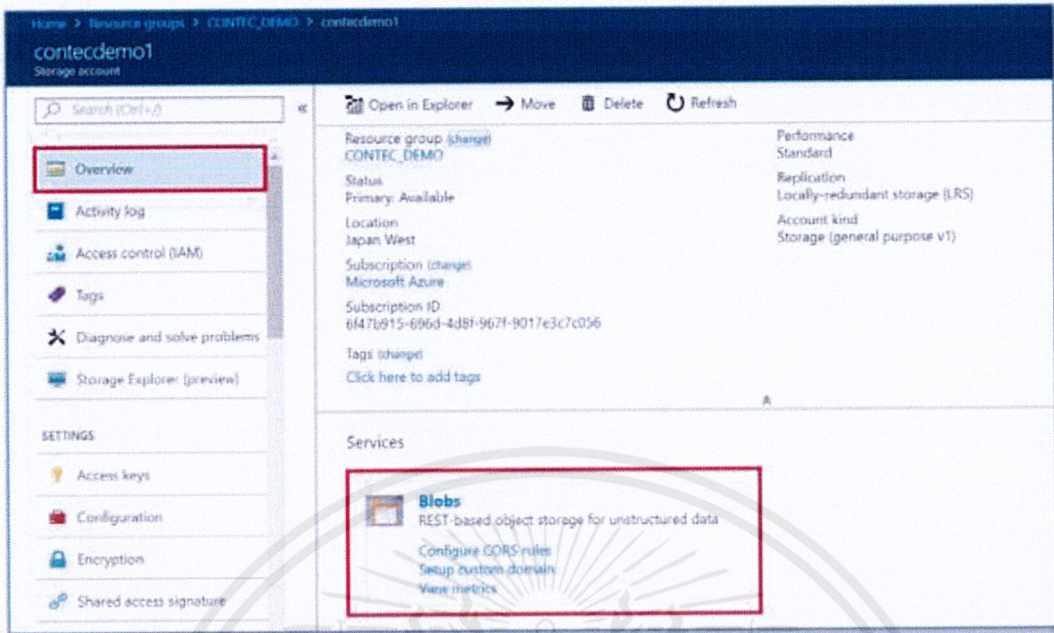 Home > Resource groups > CONTEC_DEMO > contecdemo1
contecdemo1
Storage account
Search (Ctrl+/)
«
Open in Explorer
Move
Delete
Refresh
Overview
Activity log
Access control (IAM)
Tags
Diagnose and solve problems
Storage Explorer (preview)
SETTINGS
Access keys
Configuration
Encryption
Shared access signature
Resource group (change)
CONTEC_DEMO
Status
Primary: Available
Location
Japan West
Subscription (change)
Microsoft Azure
Subscription ID
6f47b915-696d-4d8f-967f-9017e3c7c056
Tags (change)
Click here to add tags
Performance
Standard
Replication
Locally-redundant storage (LRS)
Account kind
Storage (general purpose v1)
Services
Blobs
REST-based object storage for unstructured data
Configure CORS rules
Setup custom domain
View metrics